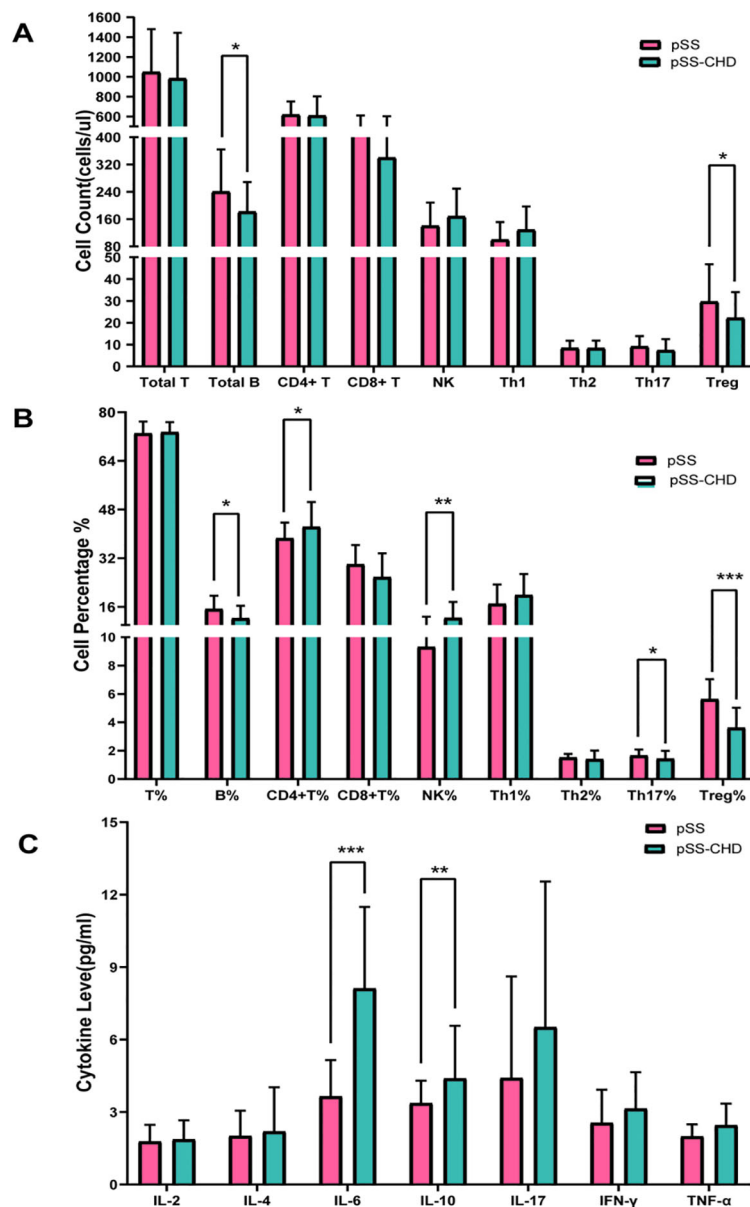 A
Cell Count(cells/ul)
1600
1400
1200
1000
800
600
400
320
240
160
80
50
40
30
20
10
0
*
*
pSS
pSS-CHD
Total T Total B CD4+ T CD8+ T NK Th1 Th2 Th17 Treg
B
Cell Percentage %
80
64
48
32
16
10
8
6
4
2
0
*
*
**
*
***
pSS
pSS-CHD
T% B% CD4+T% CD8+T% NK% Th1% Th2% Th17% Treg%
C
Cytokine Leve(pg/ml)
15
12
9
6
3
0
***
**
pSS
pSS-CHD
IL-2 IL-4 IL-6 IL-10 IL-17 IFN-γ TNF-α